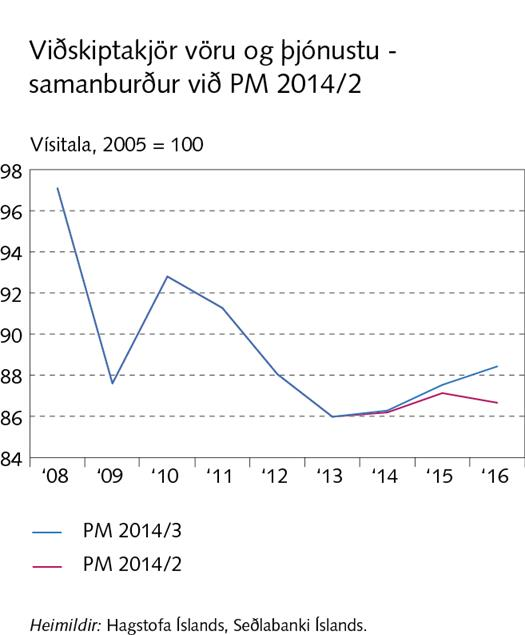 Viðskiptakjör vöru og þjónustu -
samanburður við PM 2014/2
Vísitala, 2005 = 100
98
96
94
92
90
88
86
84
‘08 ‘09 ‘10 ‘11 ‘12 ‘13 ‘14 ‘15 ‘16
PM 2014/3
PM 2014/2
Heimildir: Hagstofa Íslands, Seðlabanki Íslands.